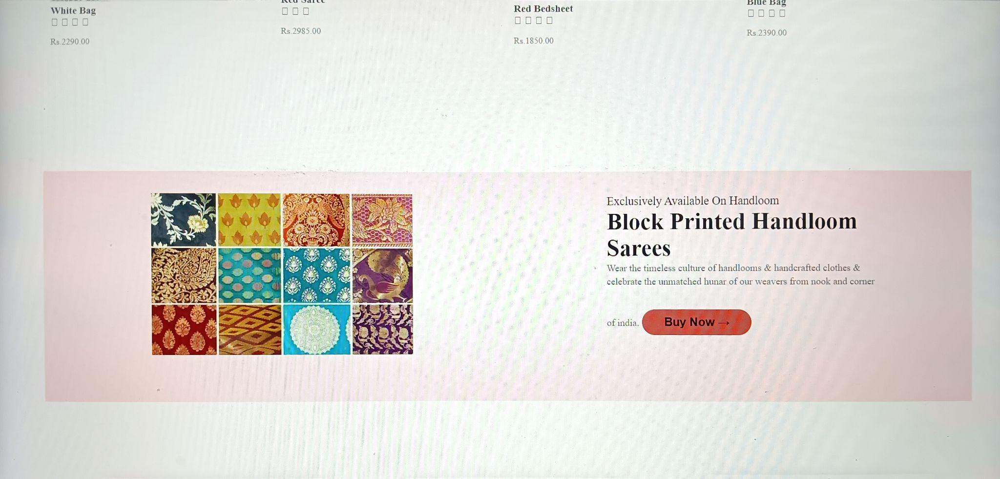 White Bag
Rs.2290.00
Red Saree
Rs.2985.00
Red Bedsheet
Rs.1850.00
Blue Bag
Rs.2390.00
Exclusively Available On Handloom
Block Printed Handloom
Sarees
Wear the timeless culture of handlooms & handcrafted clothes &
celebrate the unmatched hunar of our weavers from nook and corner
of india. Buy Now →